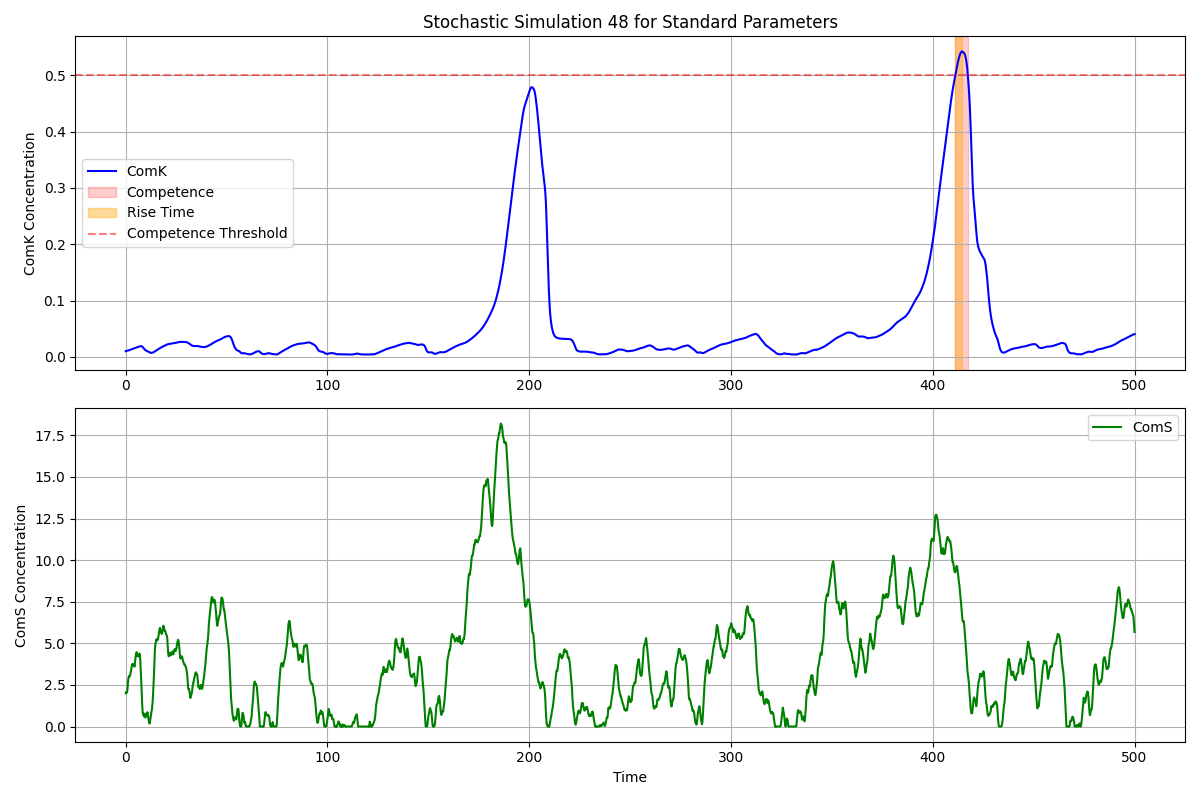 Stochastic Simulation 48 for Standard Parameters
ComK Concentration
0.5
0.4
0.3
0.2
0.1
0.0
ComK
Competence
Rise Time
Competence Threshold
0 100 200 300 400 500
ComS Concentration
17.5
15.0
12.5
10.0
7.5
5.0
2.5
0.0
ComS
0 100 200 300 400 500
Time